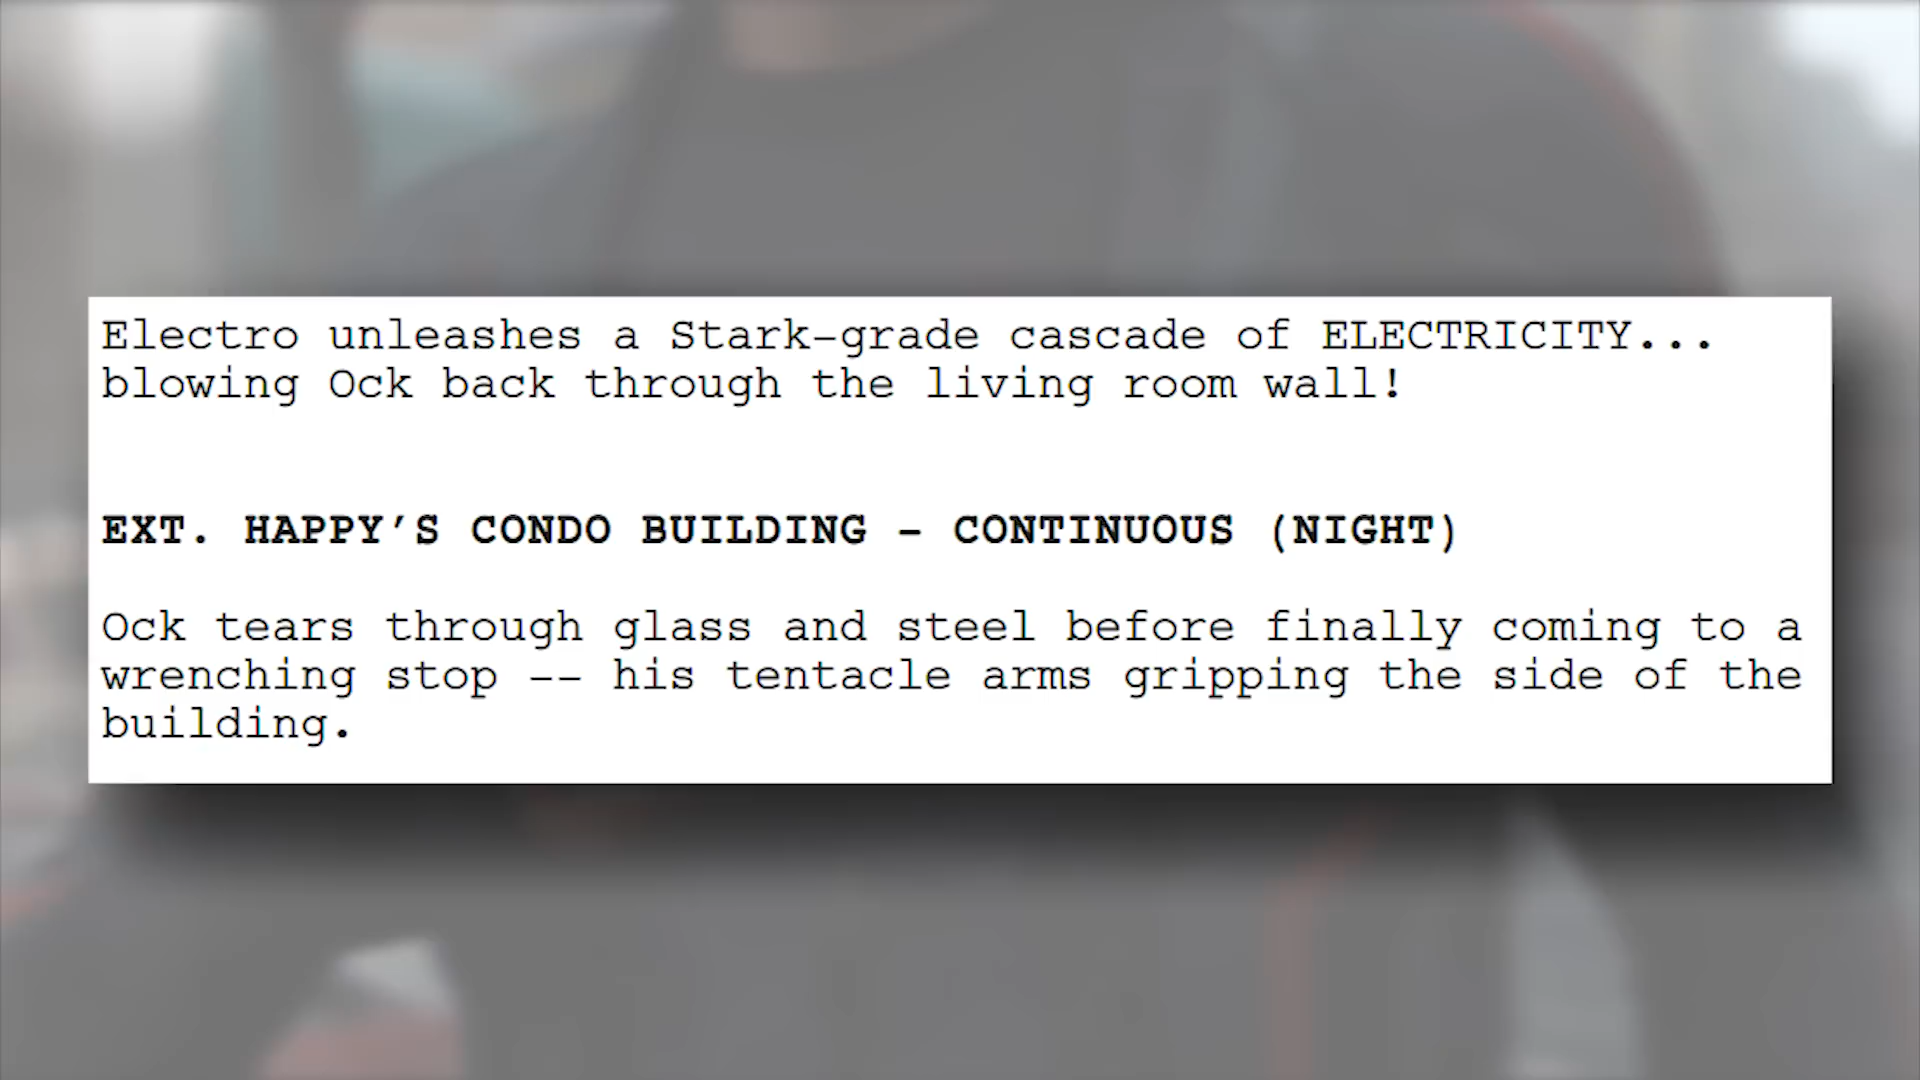 Electro unleashes a Stark-grade cascade of ELECTRICITY...
blowing Ock back through the living room wall!
EXT. HAPPY’S CONDO BUILDING - CONTINUOUS (NIGHT)
Ock tears through glass and steel before finally coming to a
wrenching stop -- his tentacle arms gripping the side of the
building.